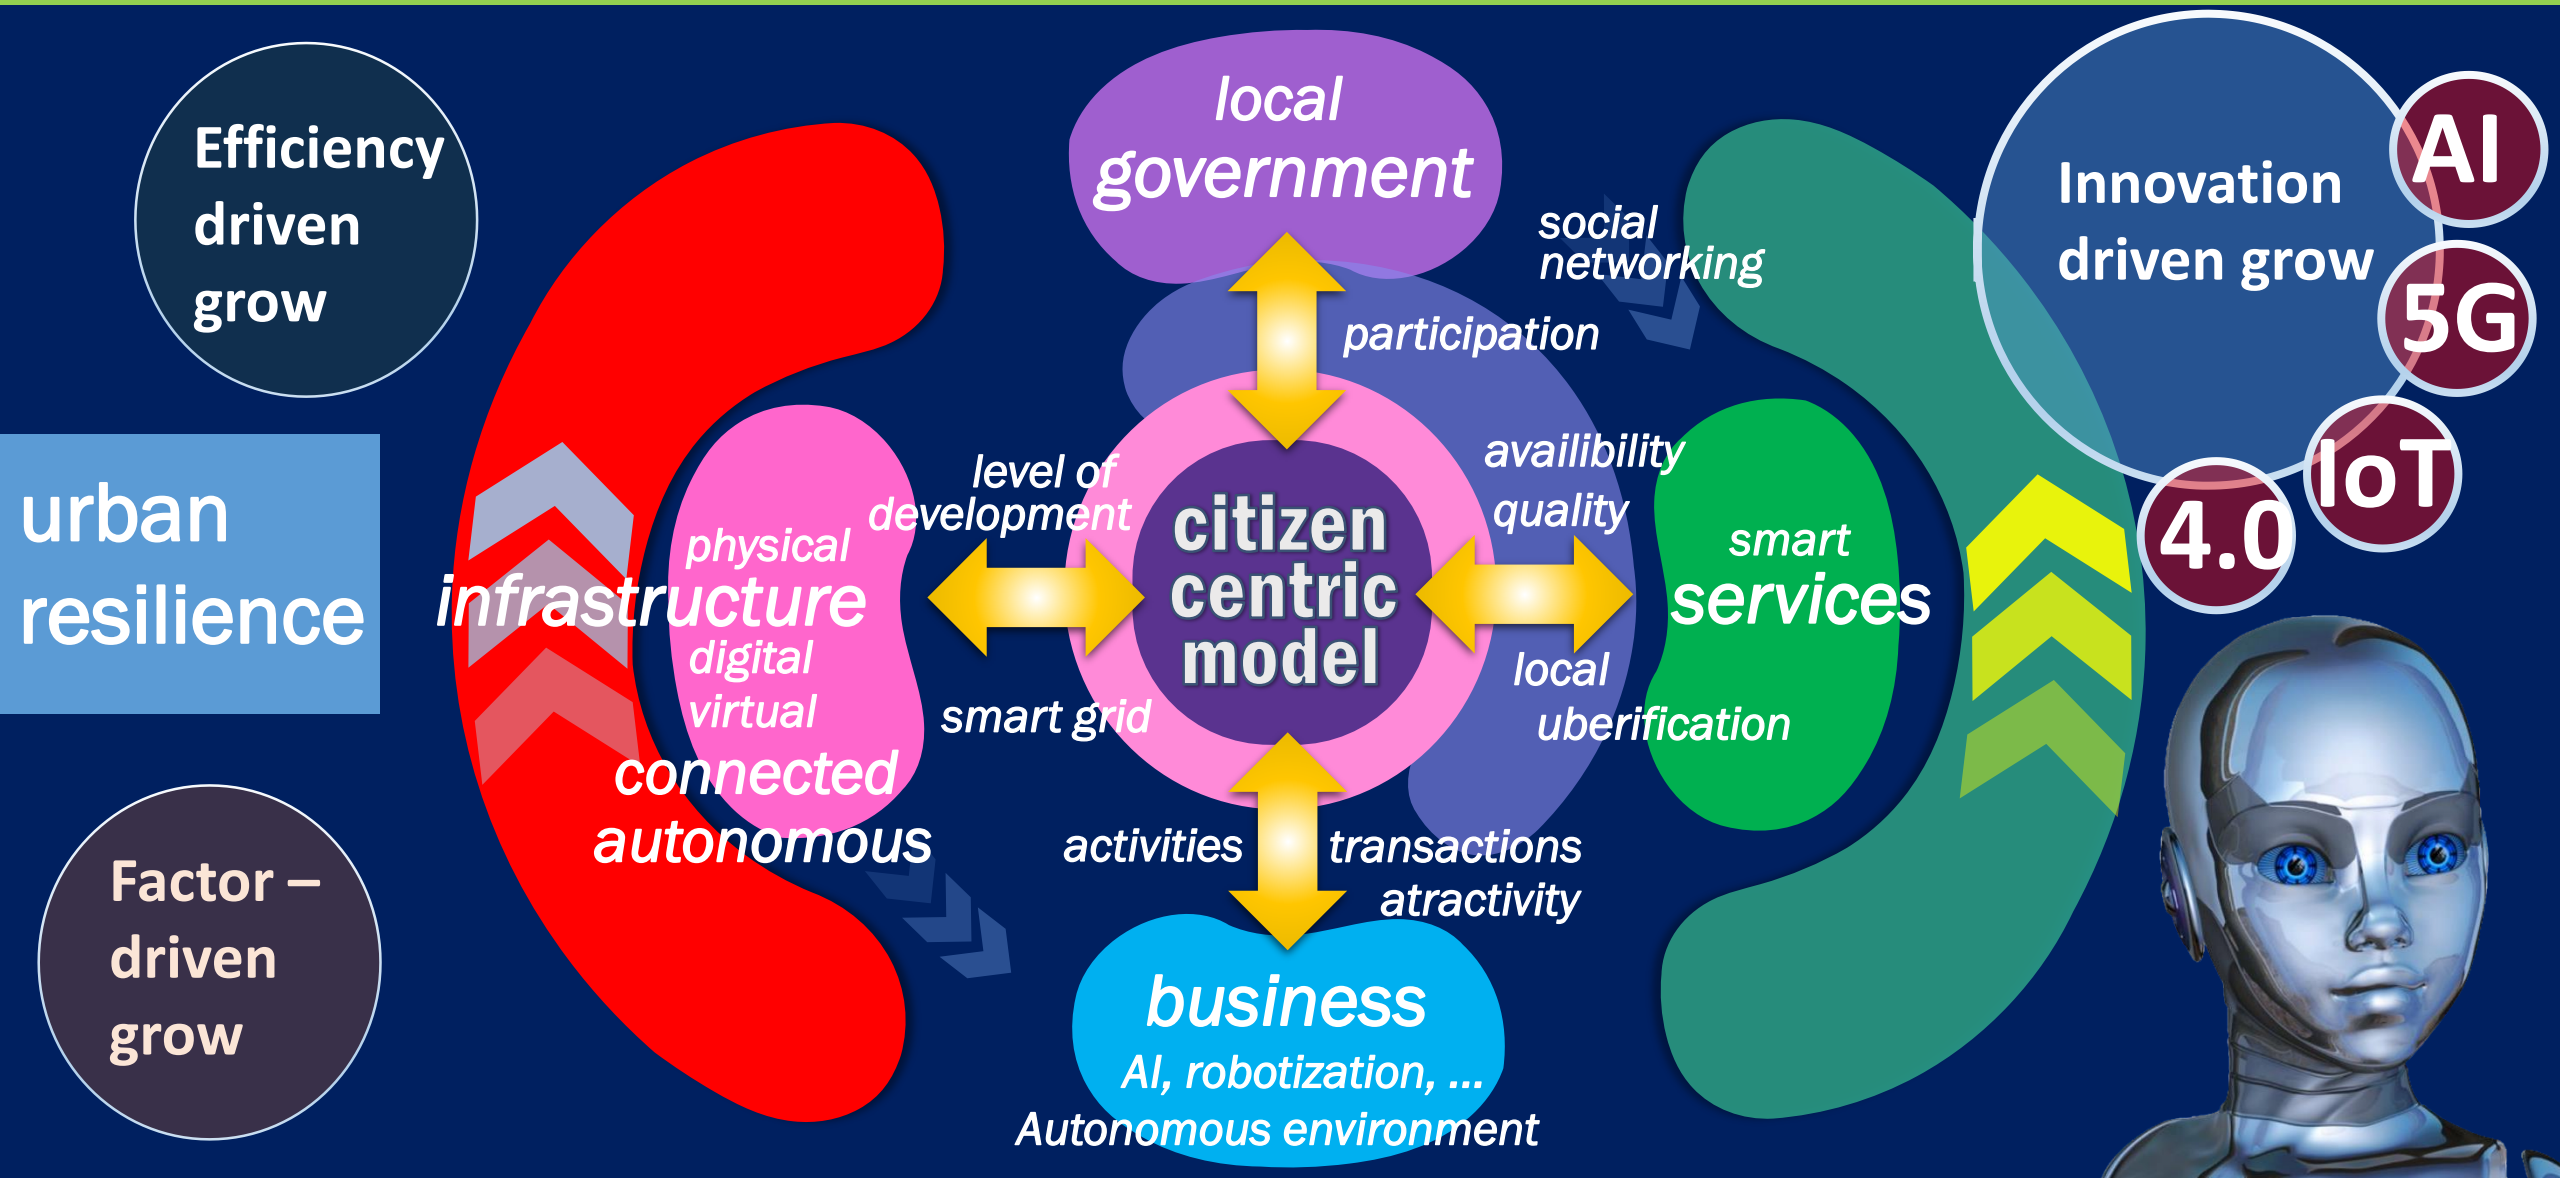 Efficiency
driven
grow
urban
resilience
Factor –
driven
grow
physical
infrastructure
digital
virtual
connected
autonomous
level of
development
smart grid
local
government
participation
social
networking
citizen
centric
model
availibility
quality
local
uberification
smart
services
activities
transactions
atractivity
business
AI, robotization, ...
Autonomous environment
Innovation
driven grow
AI
5G
IoT
4.0